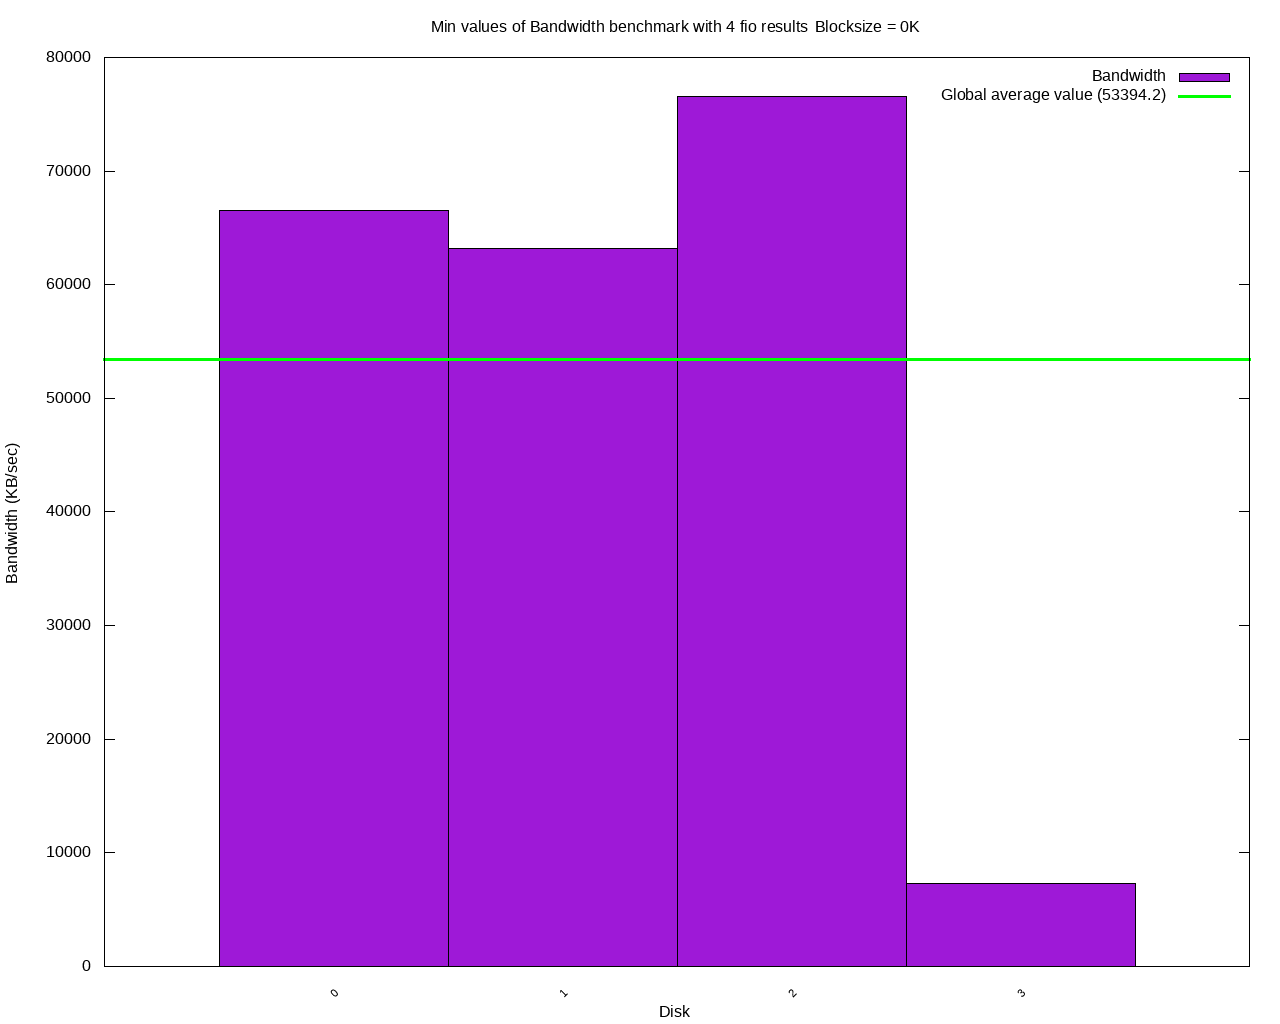 Min values of Bandwidth benchmark with 4 fio results Blocksize = 0K
80000
Bandwidth
Global average value (53394.2)
70000
60000
50000
40000
30000
20000
10000
0
Bandwidth (KB/sec)
0 1 2 3
Disk